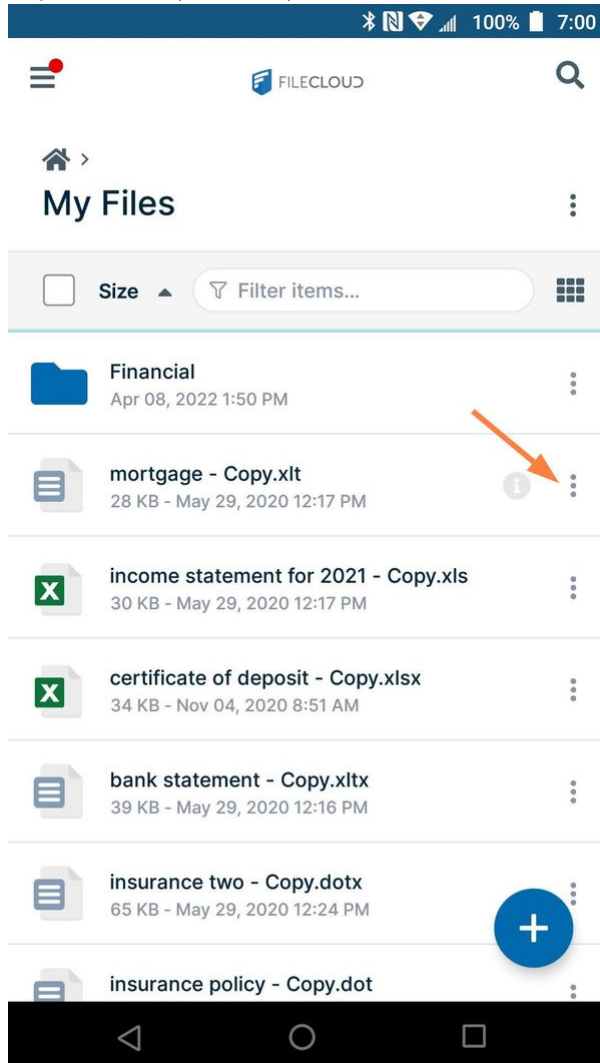 100% 7:00
FILECLOUD
My Files
Size Filter items...
Financial
Apr 08, 2022 1:50 PM
mortgage - Copy.xlt
28 KB - May 29, 2020 12:17 PM
income statement for 2021 - Copy.xls
30 KB - May 29, 2020 12:17 PM
certificate of deposit - Copy.xlsx
34 KB - Nov 04, 2020 8:51 AM
bank statement - Copy.xltx
39 KB - May 29, 2020 12:16 PM
insurance two - Copy.dotx
65 KB - May 29, 2020 12:24 PM
insurance policy - Copy.dot